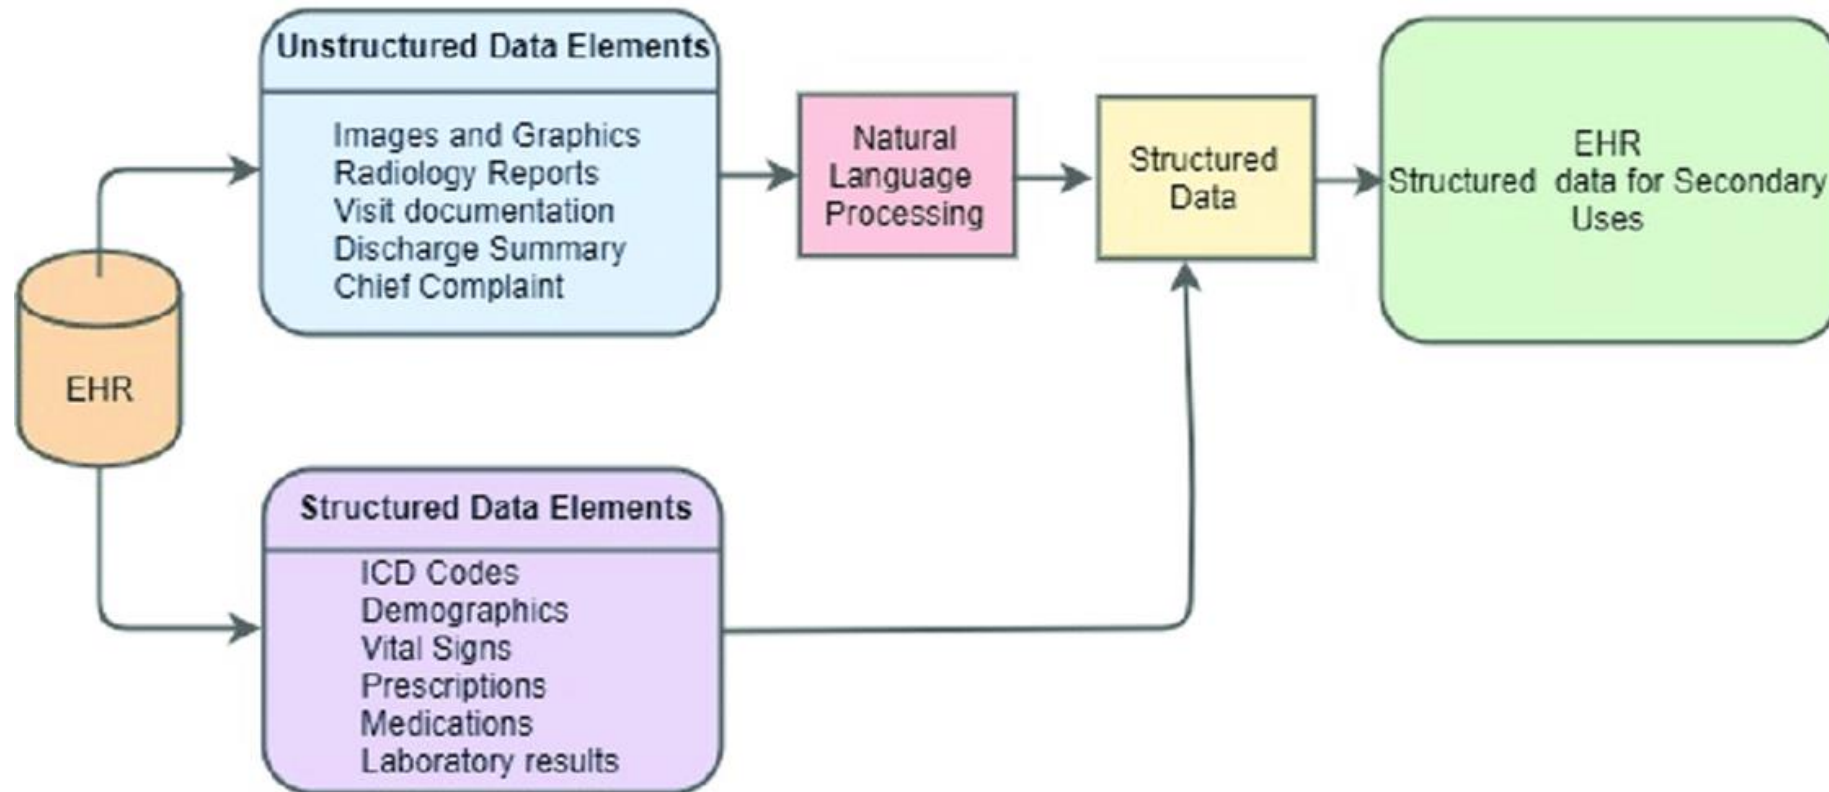 Unstructured Data Elements
Images and Graphics
Radiology Reports
Visit documentation
Discharge Summary
Chief Complaint
Natural
Language
Processing
Structured
Data
EHR
Structured data for Secondary
Uses
EHR
Structured Data Elements
ICD Codes
Demographics
Vital Signs
Prescriptions
Medications
Laboratory results